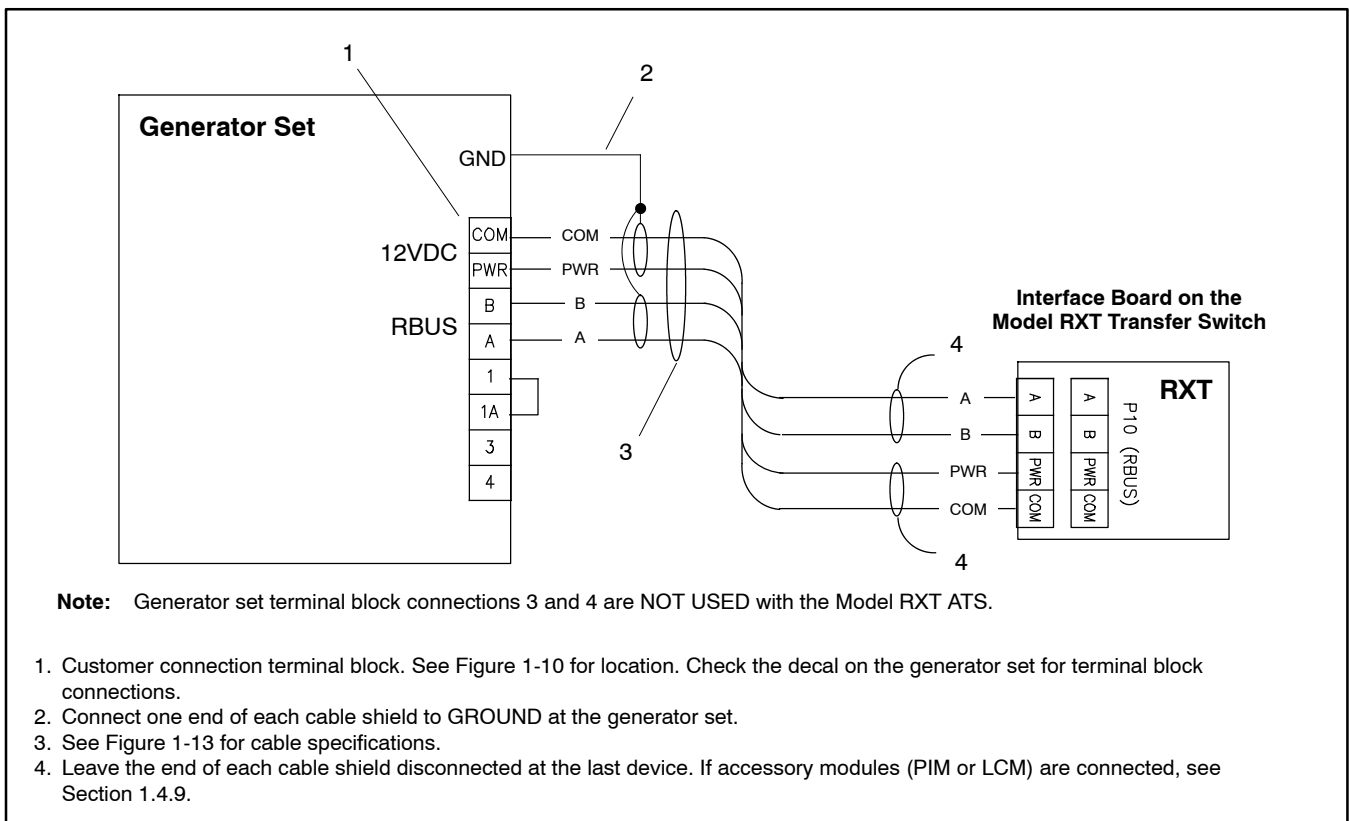 1
2
Generator Set
GND
12VDC
COM
PWR
RBUS
B
A
1
1A
3
4
COM
PWR
B
A
3
Interface Board on the
Model RXT Transfer Switch
4
A
B
PWR
COM
4
RXT
A
B
PWR
COM
A
B
PWR
COM
P10 (RBUS)
Note: Generator set terminal block connections 3 and 4 are NOT USED with the Model RXT ATS.
1. Customer connection terminal block. See Figure 1-10 for location. Check the decal on the generator set for terminal block
connections.
2. Connect one end of each cable shield to GROUND at the generator set.
3. See Figure 1-13 for cable specifications.
4. Leave the end of each cable shield disconnected at the last device. If accessory modules (PIM or LCM) are connected, see
Section 1.4.9.